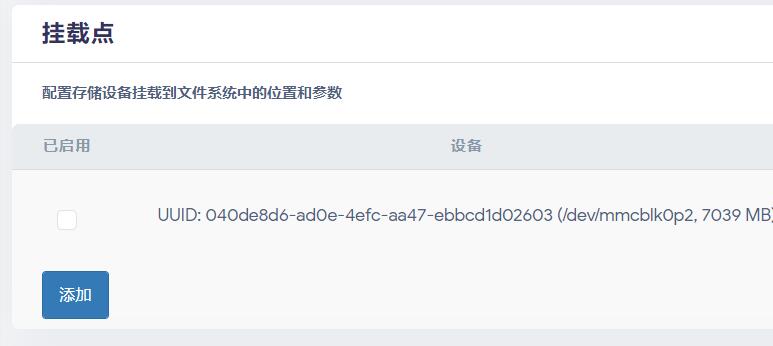 挂载点
配置存储设备挂载到文件系统中的位置和参数
已启用 设备
UUID: 040de8d6-ad0e-4efc-aa47-ebbcd1d02603 (/dev/mmcblk0p2, 7039 MB)
添加